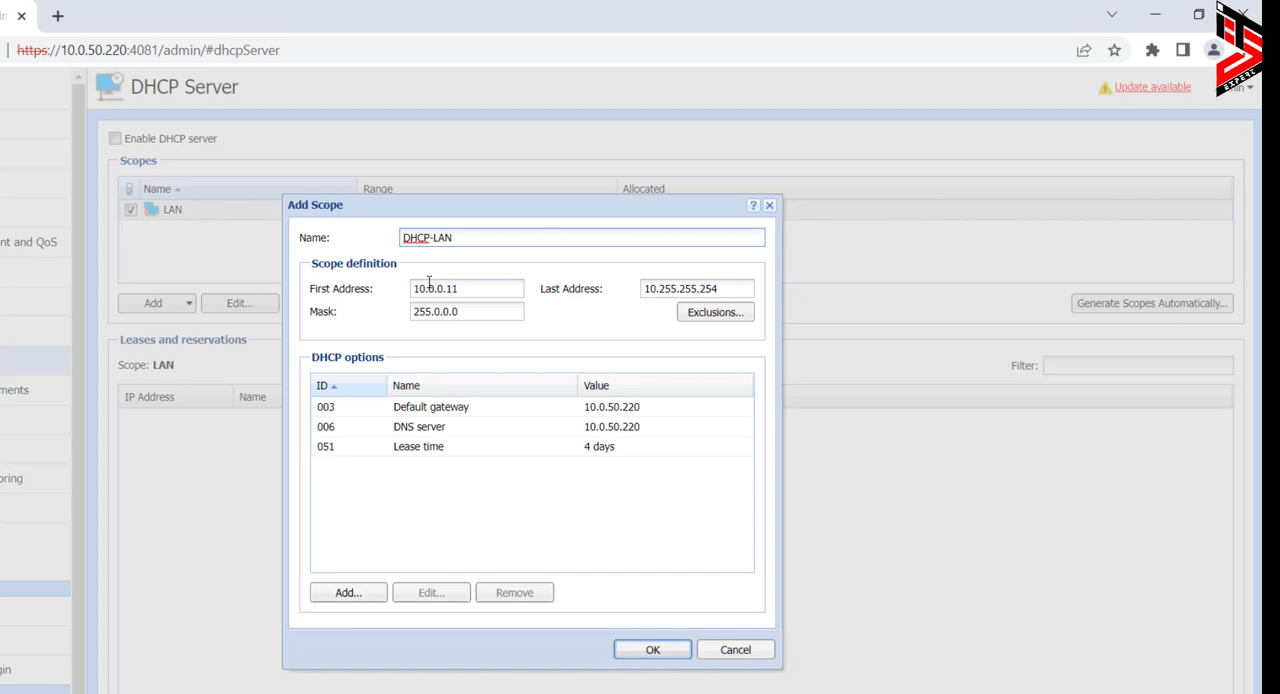 https://10.0.50.220:4081/admin/#dhcpServer
DHCP Server
Update available
Enable DHCP server
Scopes
Name Range Allocated
LAN
Add Scope
Name: DHCP-LAN
nt and QoS
Scope definition
First Address: 10.0.0.11 Last Address: 10.255.255.254
Add Edit... Mask: 255.0.0.0 Exclusions... Generate Scopes Automatically...
Leases and reservations
DHCP options
Scope: LAN Filter:
ID Name Value
ments
IP Address Name
003 Default gateway 10.0.50.220
006 DNS server 10.0.50.220
051 Lease time 4 days
oring
Add... Edit... Remove
OK Cancel
gin
ITS
EXPERT